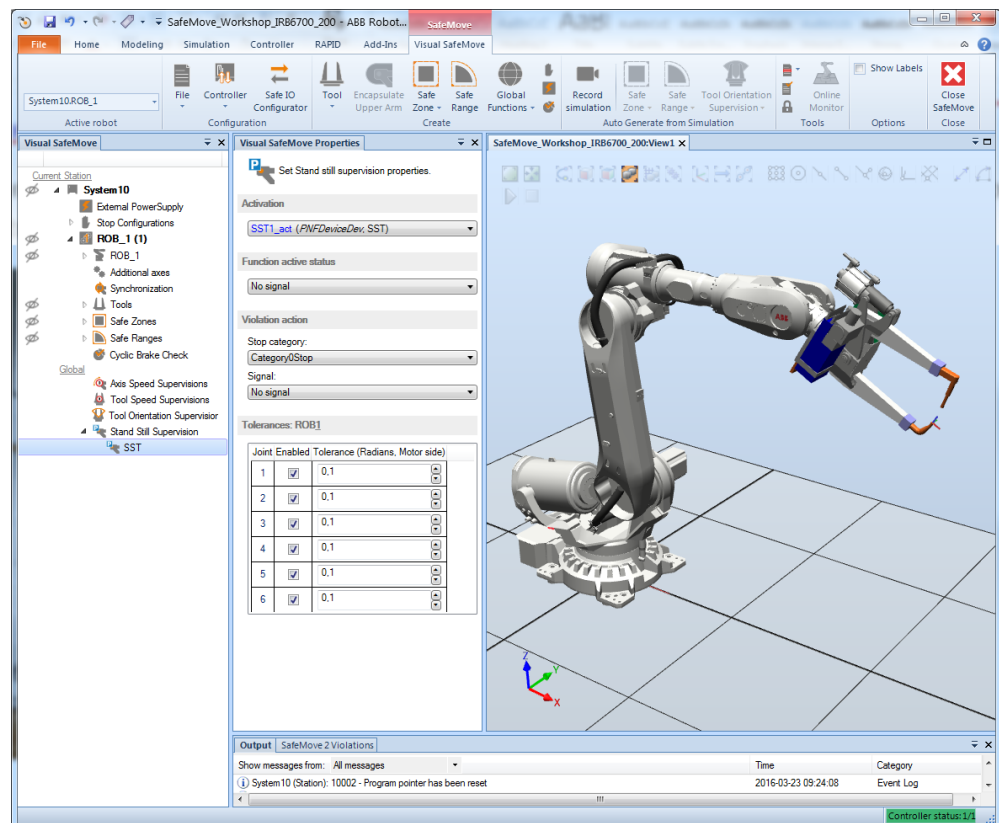 SafeMove_Workshop_IRB6700_200 - ABB Robot...
SafeMove
File Home Modeling Simulation Controller RAPID Add-Ins Visual SafeMove
System10.ROB_1
Active robot
File Controller Safe IO Configurator
Configuration
Tool Encapsulate Upper Arm Safe Zone Safe Range Global Functions
Create
Record simulation Safe Zone Safe Range Tool Orientation Supervision
Auto Generate from Simulation
Online Monitor
Tools
Show Labels
Options
Close SafeMove
Close
Visual SafeMove
Current Station
System10
External PowerSupply
Stop Configurations
ROB_1 (1)
ROB_1
Additional axes
Synchronization
Tools
Safe Zones
Safe Ranges
Cyclic Brake Check
Global
Axis Speed Supervisions
Tool Speed Supervisions
Tool Orientation Supervisior
Stand Still Supervision
SST
Visual SafeMove Properties
Set Stand still supervision properties.
Activation
SST1_act (PNFDeviceDev, SST)
Function active status
No signal
Violation action
Stop category:
Category0Stop
Signal:
No signal
Tolerances: ROB1
Joint Enabled Tolerance (Radians, Motor side)
1 0,1
2 0,1
3 0,1
4 0,1
5 0,1
6 0,1
SafeMove_Workshop_IRB6700_200:View1
ABB
Z
Y
X
Output SafeMove 2 Violations
Show messages from: All messages Time Category
System10 (Station): 10002 - Program pointer has been reset 2016-03-23 09:24:08 Event Log
Controller status: 1/1